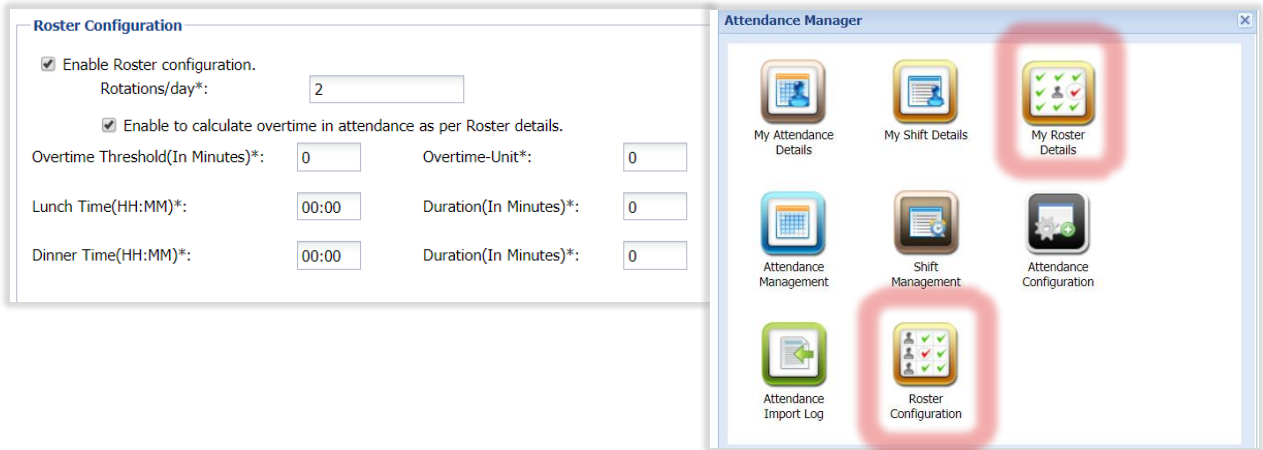 Roster Configuration
Enable Roster configuration.
Rotations/day*: 2
Enable to calculate overtime in attendance as per Roster details.
Overtime Threshold(In Minutes)*: 0 Overtime-Unit*: 0
Lunch Time(HH:MM)*: 00:00 Duration(In Minutes)*: 0
Dinner Time(HH:MM)*: 00:00 Duration(In Minutes)*: 0
Attendance Manager
My Attendance
Details
My Shift Details
My Roster
Details
Attendance
Management
Shift
Management
Attendance
Configuration
Attendance
Import Log
Roster
Configuration